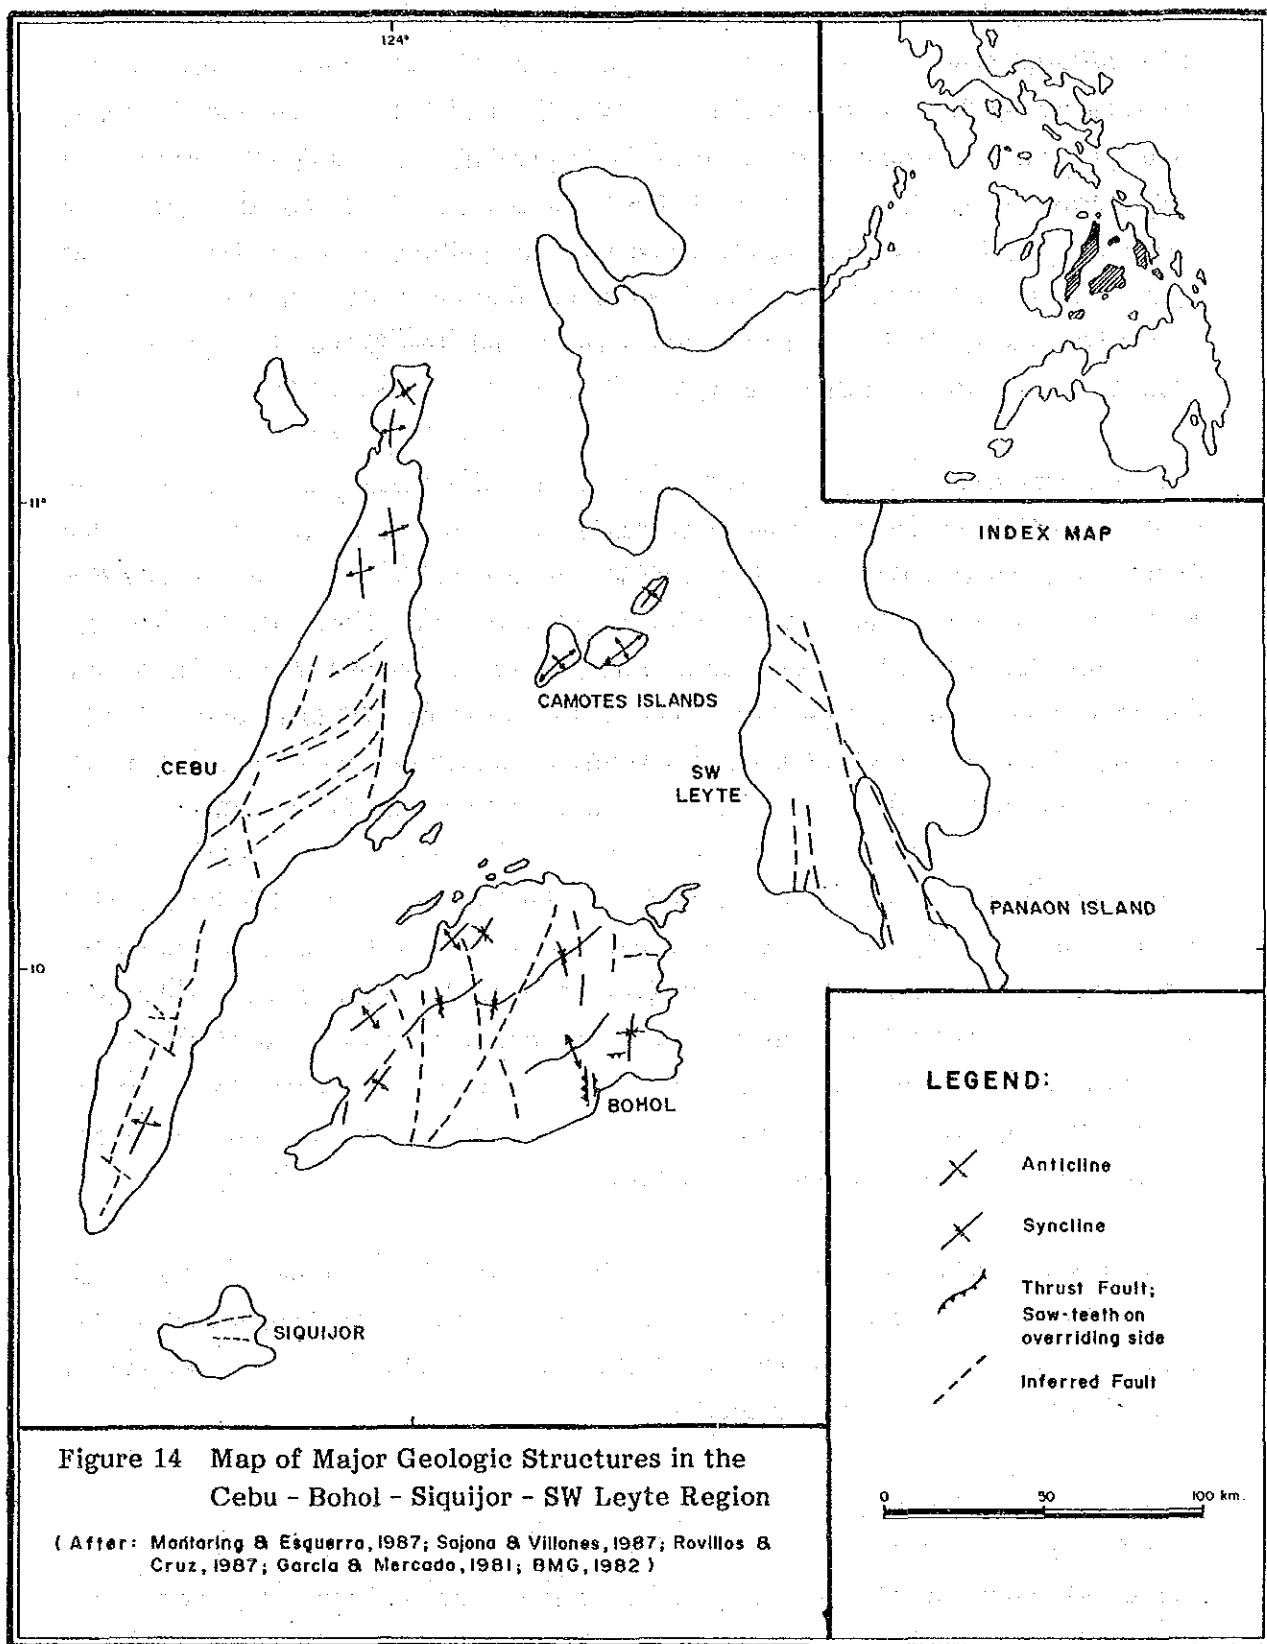 124°
11°
INDEX MAP
CAMOTES ISLANDS
CEBU
SW
LEYTE
PANAON ISLAND
10
BOHOL
SIQUIJOR
LEGEND:
Anticline
Syncline
Thrust Fault;
Saw-teeth on
overriding side
Inferred Fault
0 50 100 km.
Figure 14 Map of Major Geologic Structures in the
Cebu - Bohol - Siquijor - SW Leyte Region
( After: Maritoring & Esquerra, 1987; Sajona & Villones, 1987; Rovillos &
Cruz, 1987; Garcia & Mercado, 1981; BMG, 1982 )